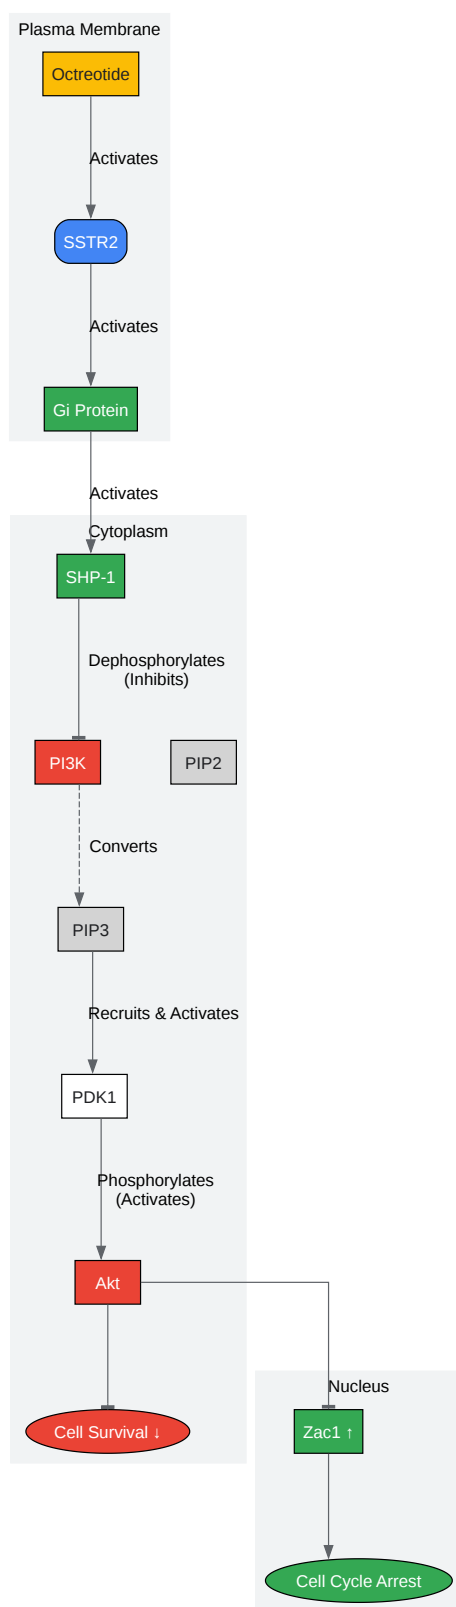 Plasma Membrane
Octreotide
Activates
SSTR2
Activates
Gi Protein
Activates
Cytoplasm
SHP-1
Dephosphorylates
(Inhibits)
PI3K
PIP2
Converts
PIP3
Recruits & Activates
PDK1
Phosphorylates
(Activates)
Akt
Nucleus
Cell Survival ↓
Zac1 ↑
Cell Cycle Arrest